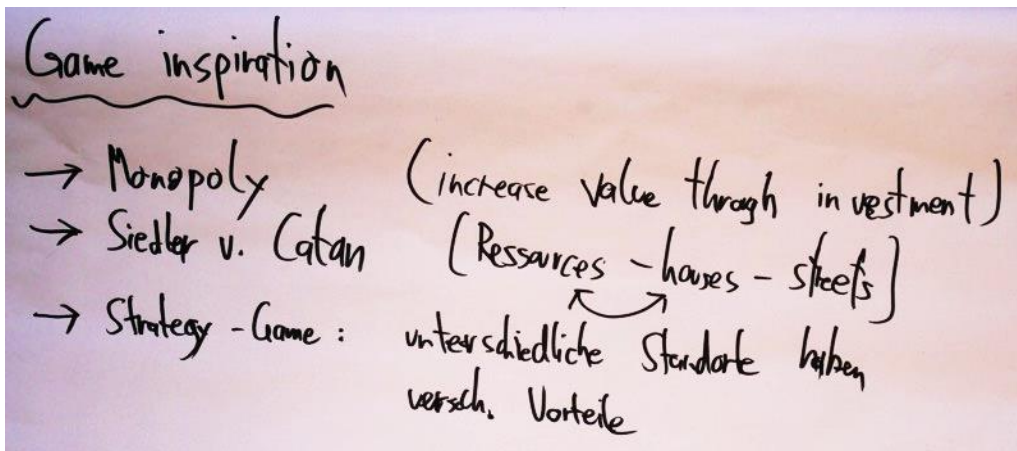 Game inspiration
→ Monopoly (increase value through investment)
→ Siedler v. Catan (Ressources - houses - streets)
→ Strategy - Game : unterschiedliche Standorte haben
versch. Vorteile